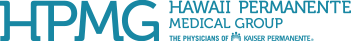 HPMG HAWAII PERMANENTE
MEDICAL GROUP
THE PHYSICIANS OF KAISER PERMANENTE®